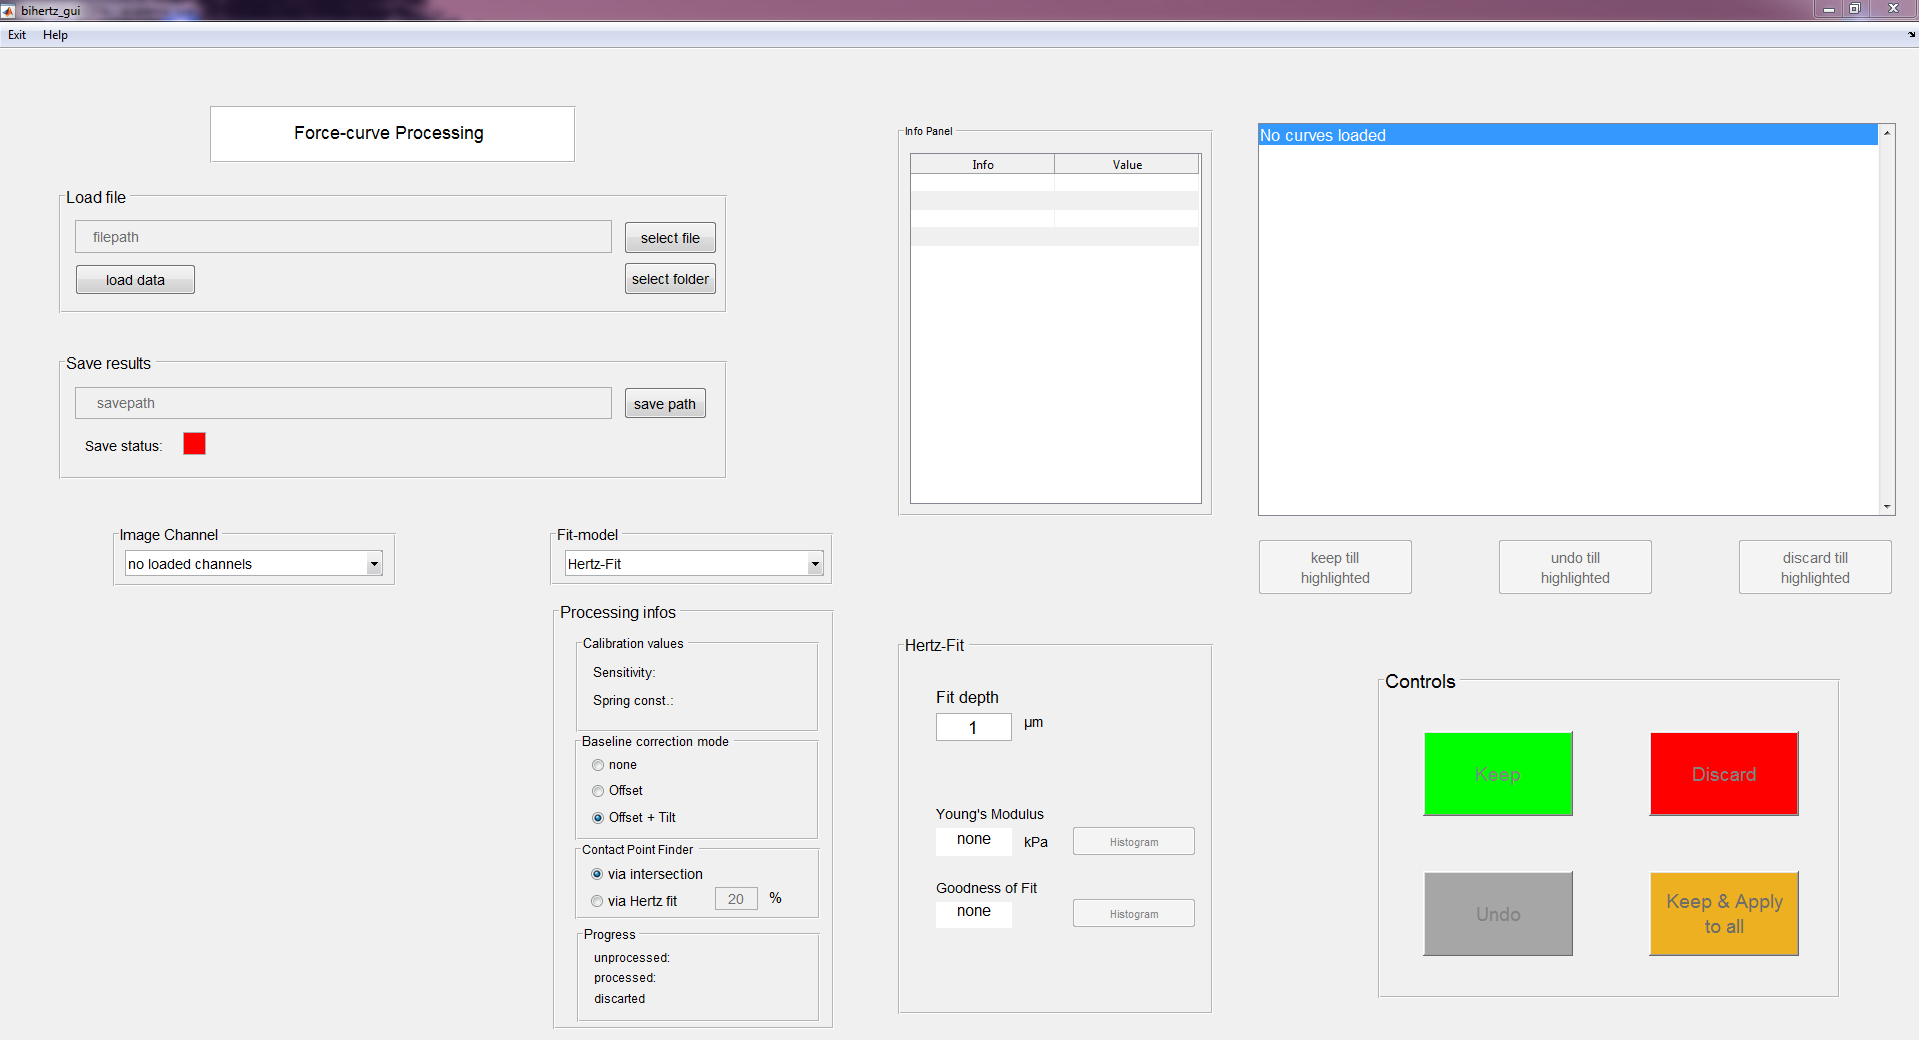 bihertz_gui
Exit Help
Force-curve Processing
Load file
filepath
select file
load data
select folder
Save results
savepath
save path
Save status:
Image Channel
no loaded channels
Fit-model
Hertz-Fit
Processing infos
Calibration values
Sensitivity:
Spring const.:
Baseline correction mode
none
Offset
Offset + Tilt
Contact Point Finder
via intersection
via Hertz fit 20 %
Progress
unprocessed:
processed:
discarted
Info Panel
Info Value
Hertz-Fit
Fit depth
1 µm
Young's Modulus
none kPa Histogram
Goodness of Fit
none Histogram
No curves loaded
keep till
highlighted
undo till
highlighted
discard till
highlighted
Controls
Keep
Discard
Undo
Keep & Apply
to all